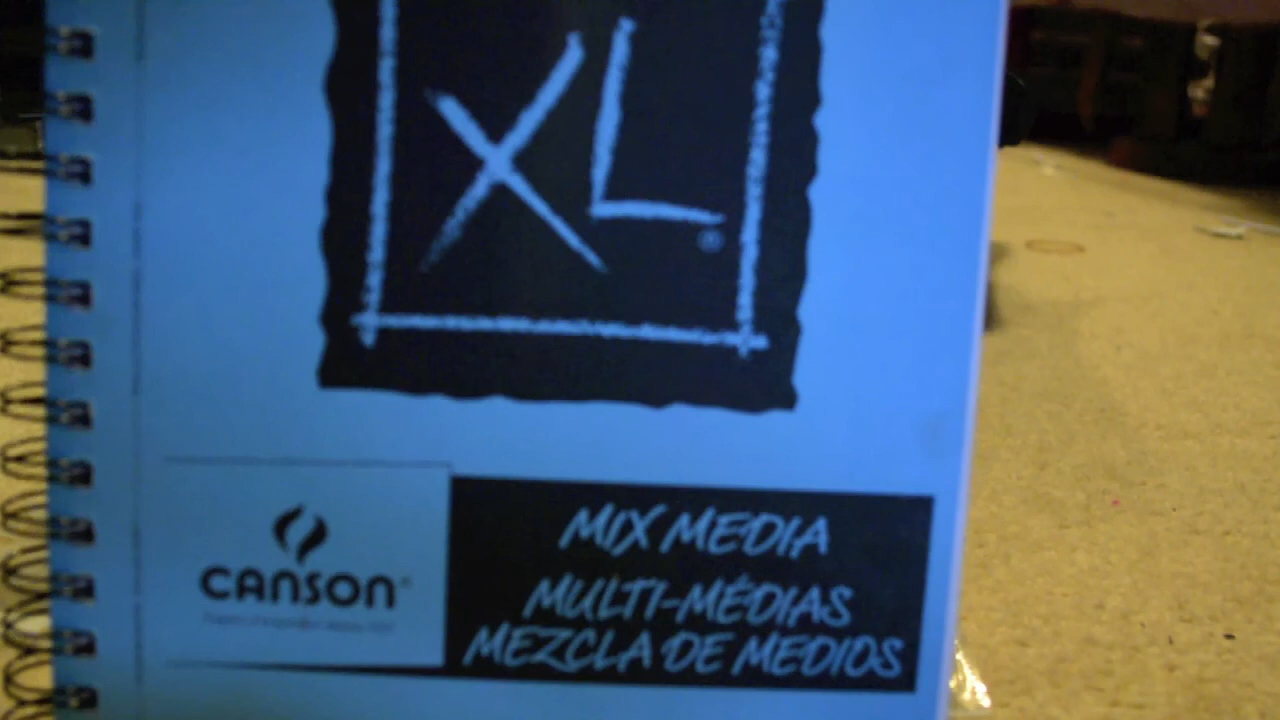 XL®
CANSON®
MIX MEDIA
MULTI-MÉDIAS
MEZCLA DE MEDIOS